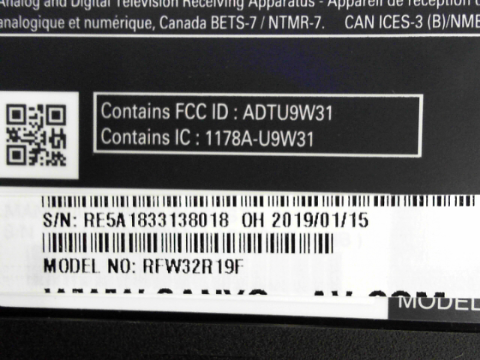 Analog and Digital Television Receiving Apparatus - Appareil de réception
analogique et numérique, Canada BETS-7 / NTMR-7. CAN ICES-3 (B)/NMB
Contains FCC ID : ADTU9W31
Contains IC : 1178A-U9W31
S/N: RE5A1833138018 OH 2019/01/15
MODEL NO: RFW32R19F
MODEL